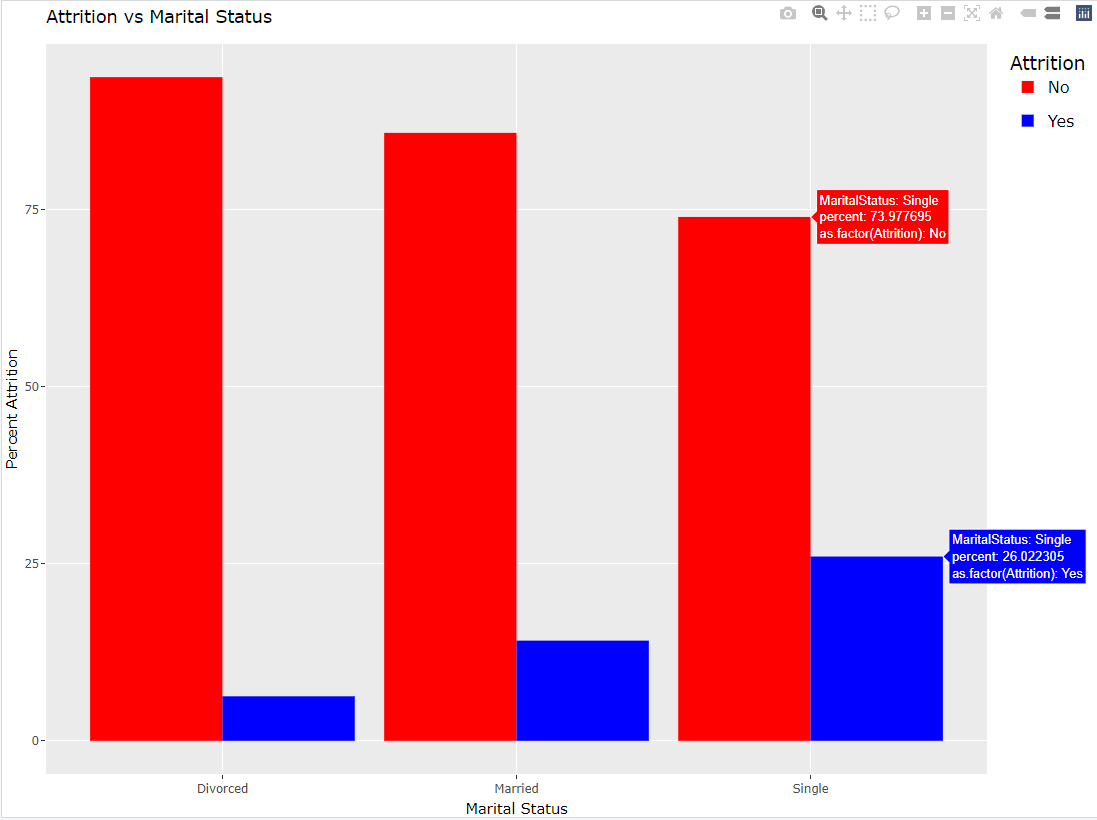 Attrition vs Marital Status
Attrition
No
Yes
75
50
25
0
Percent Attrition
MaritalStatus: Single
percent: 73.977695
as.factor(Attrition): No
MaritalStatus: Single
percent: 26.022305
as.factor(Attrition): Yes
Divorced
Married
Single
Marital Status